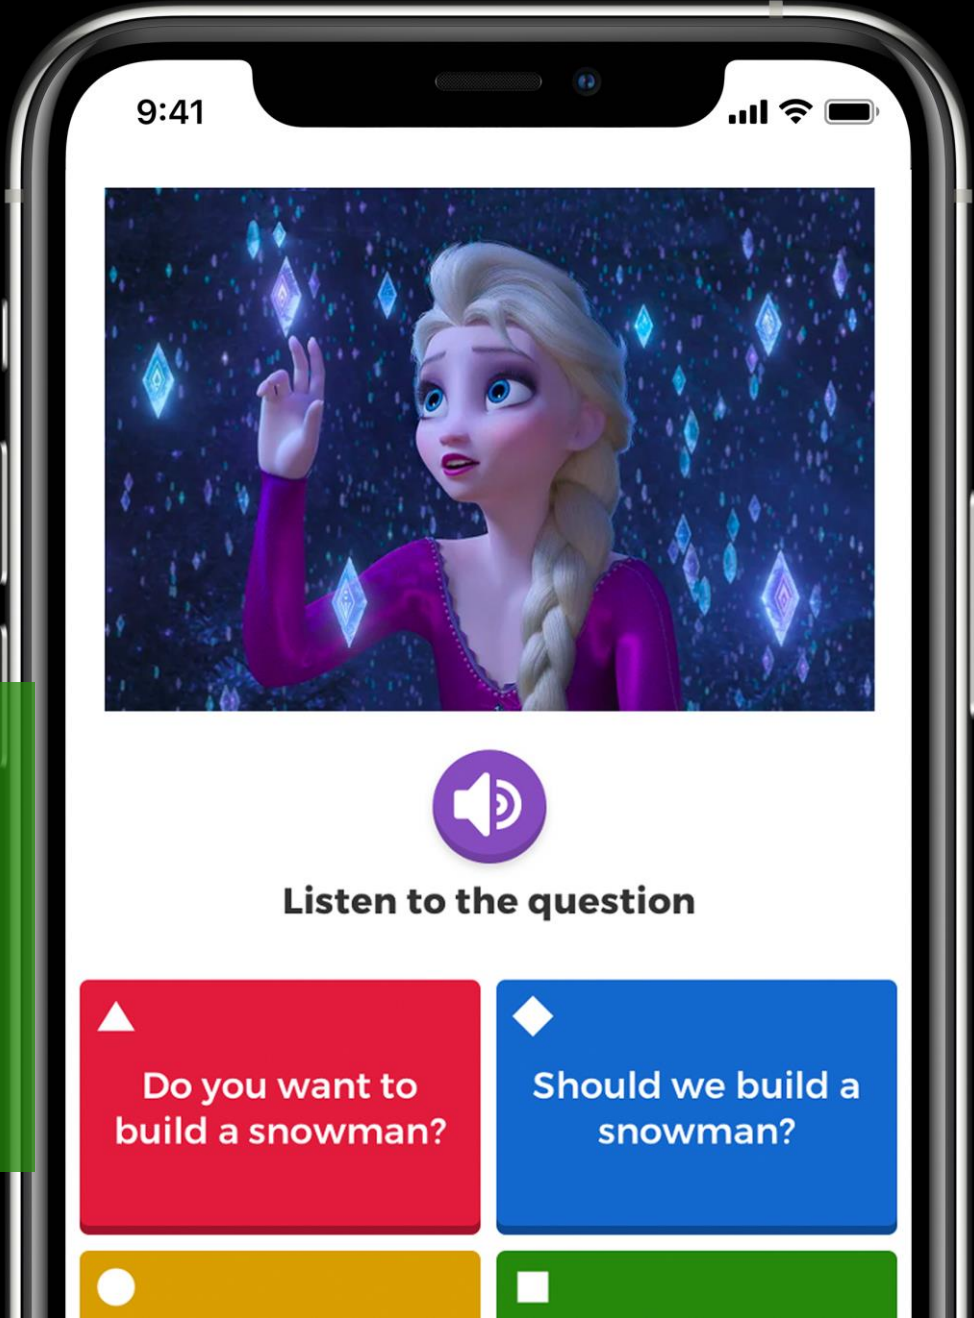 9:41
Listen to the question
Do you want to
build a snowman?
Should we build a
snowman?